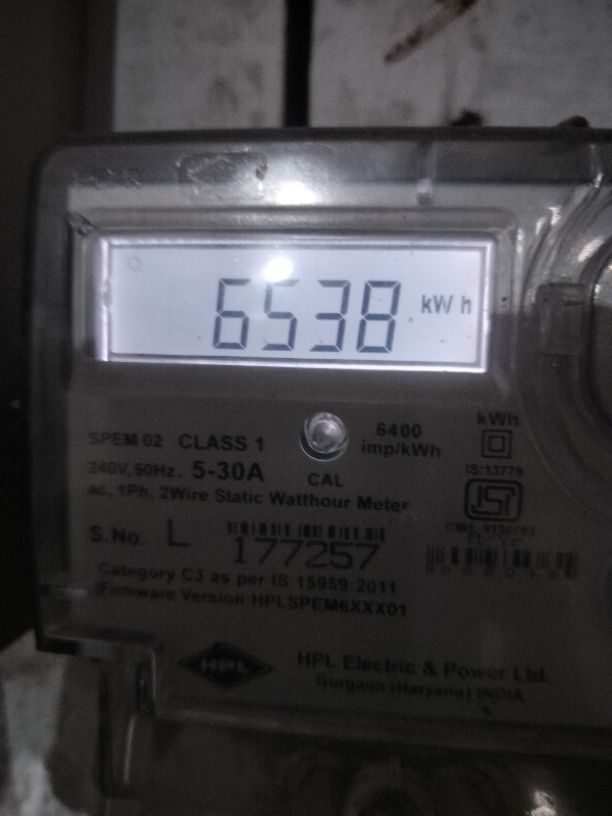 6538 kWh
SPEM 02 CLASS 1
6400
imp/kWh
kWh
240V, 50Hz, 5-30A
CAL
IS:13779
ac, 1Ph, 2Wire Static Watthour Meter
ISI
S.No. L 177257
Category C3 as per IS 15959:2011
Firmware Version:HPLSPEM6XXX01
HPL
HPL Electric & Power Ltd.
Gurgaon (Haryana) INDIA